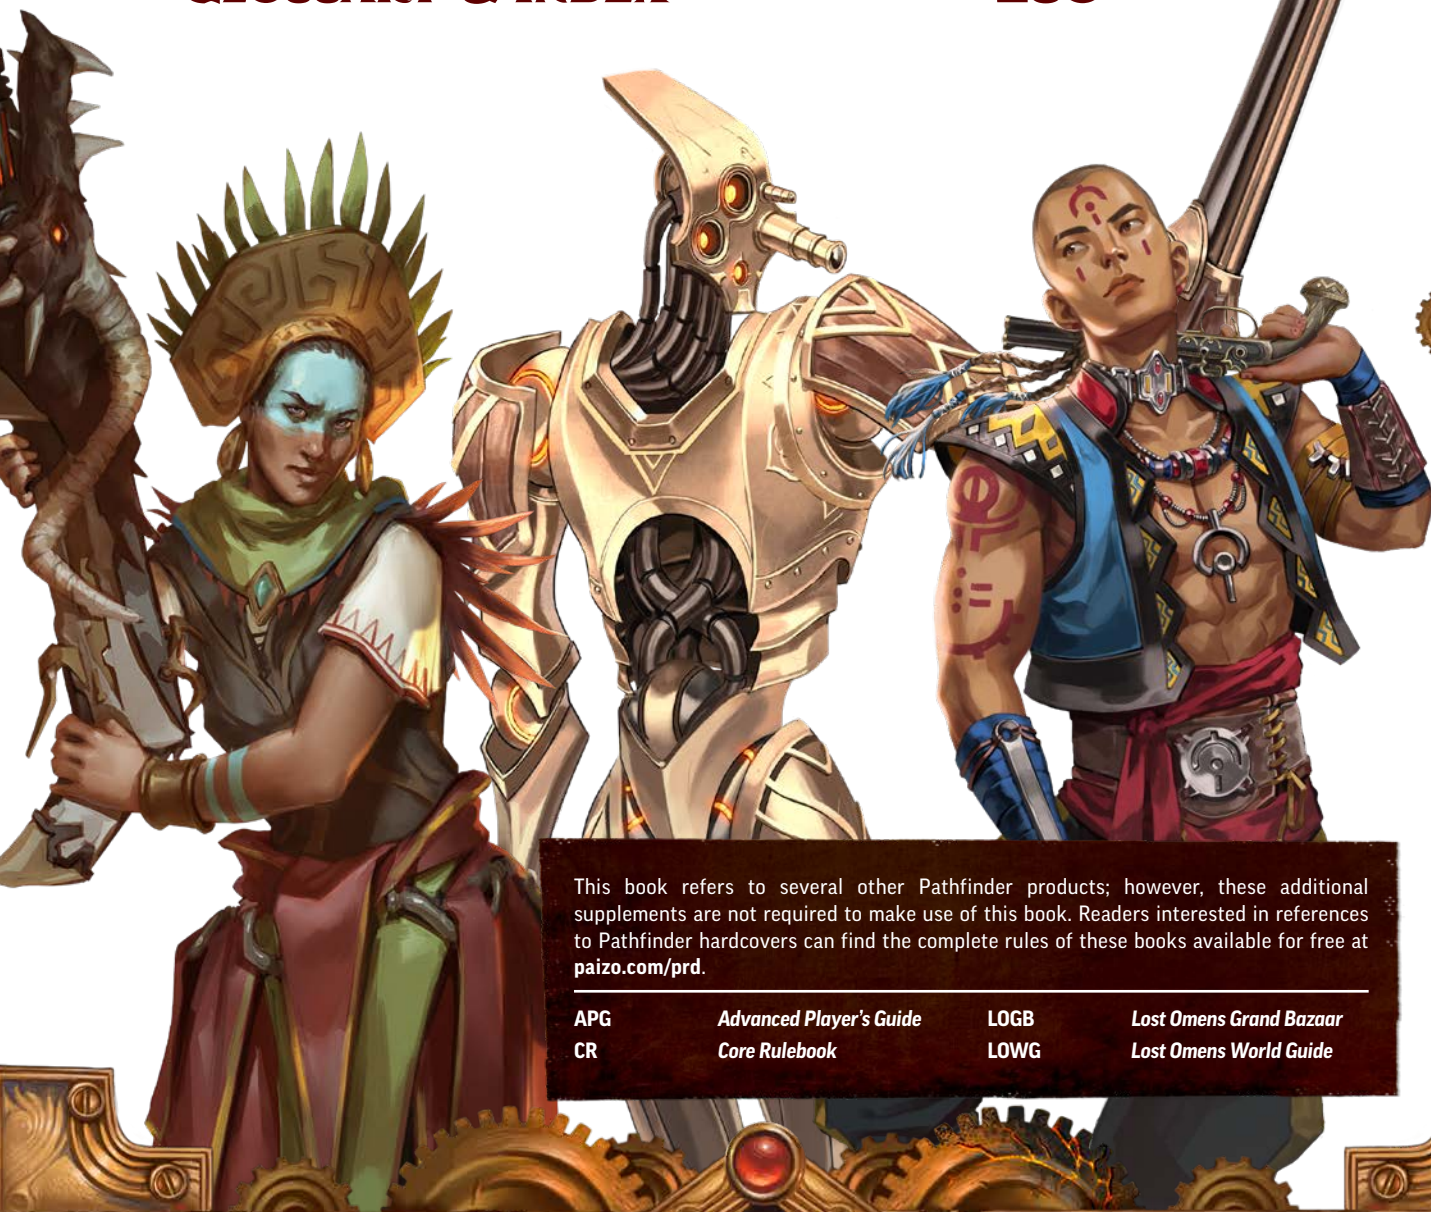 GLOSSARY & INDEX
This book refers to several other Pathfinder products; however, these additional
supplements are not required to make use of this book. Readers interested in references
to Pathfinder hardcovers can find the complete rules of these books available for free at
paizo.com/prd.
APG Advanced Player's Guide LOGB Lost Omens Grand Bazaar
CR Core Rulebook LOWG Lost Omens World Guide